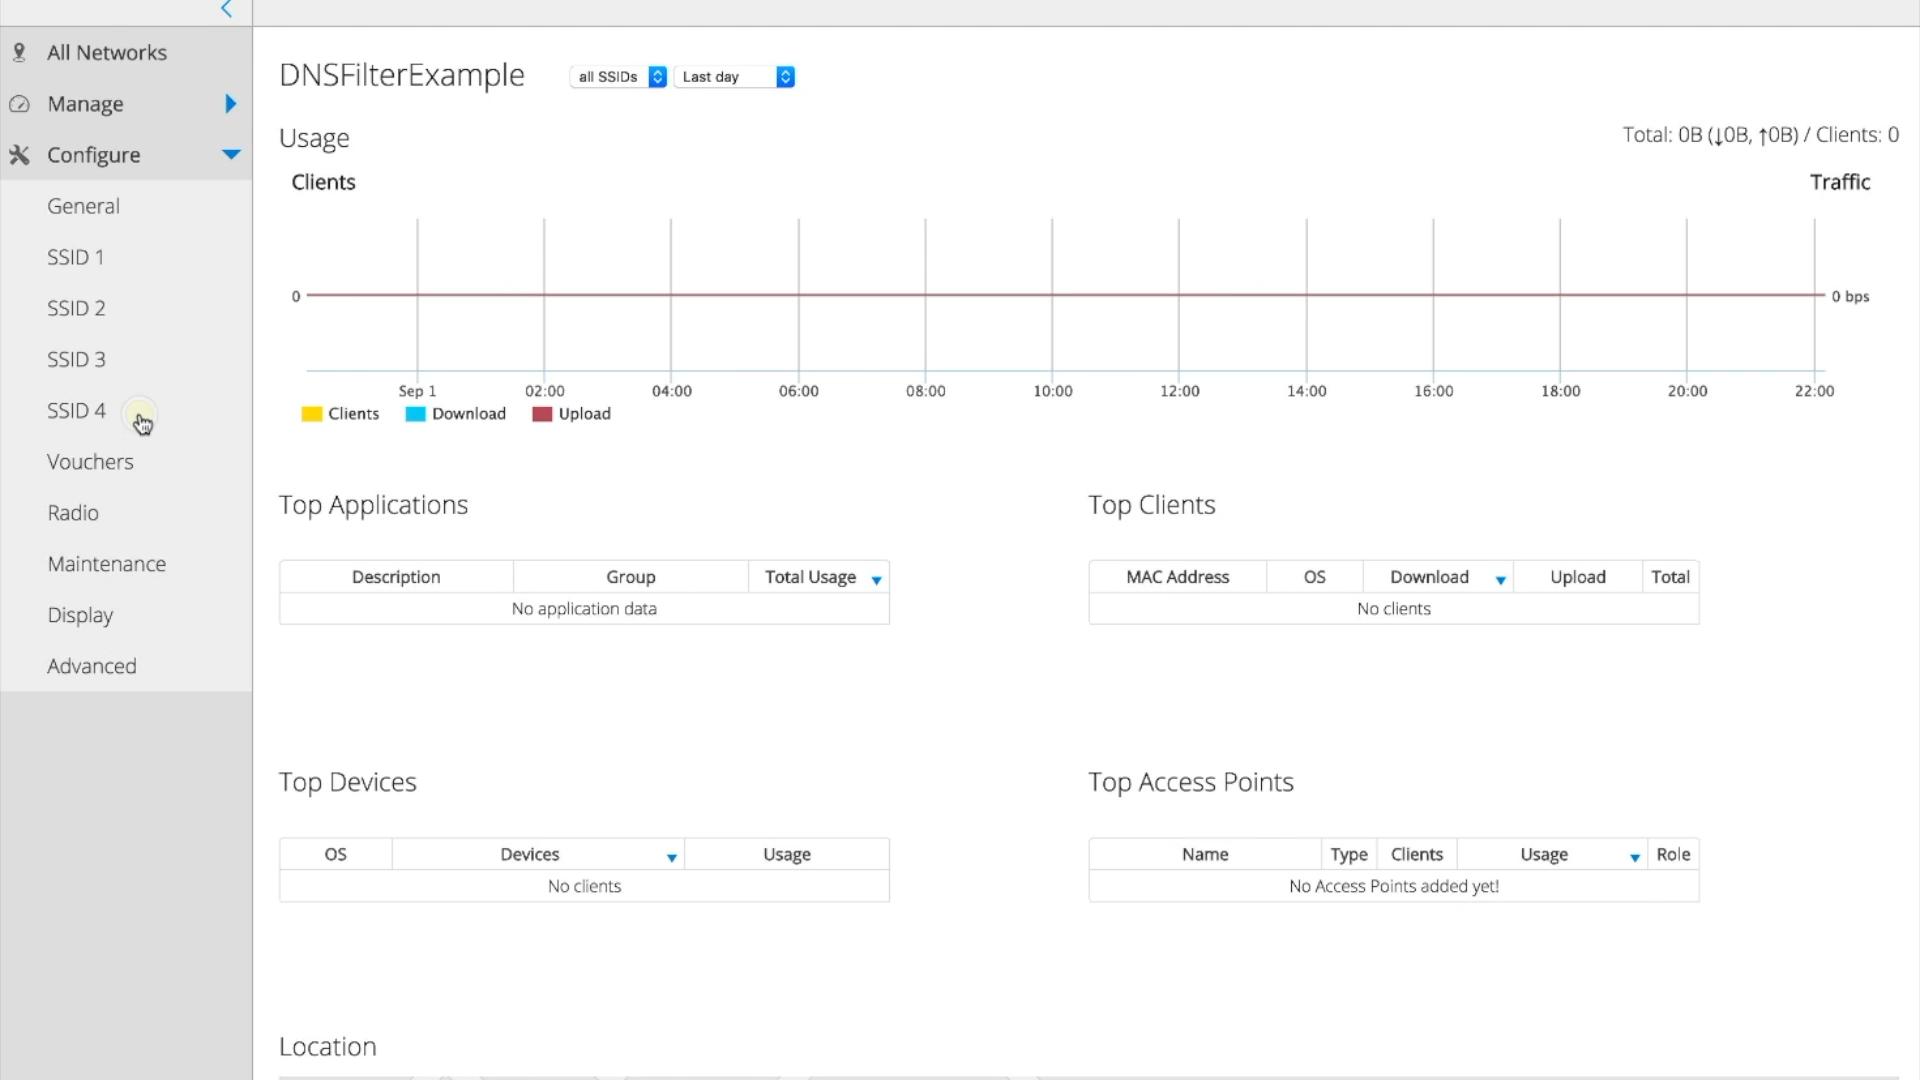 All Networks
Manage
Configure
General
SSID 1
SSID 2
SSID 3
SSID 4
Vouchers
Radio
Maintenance
Display
Advanced
DNSFilterExample all SSIDs Last day
Usage Total: 0B (↓0B, ↑0B) / Clients: 0
Clients Traffic
0 0 bps
Sep 1 02:00 04:00 06:00 08:00 10:00 12:00 14:00 16:00 18:00 20:00 22:00
Clients Download Upload
Top Applications
Description Group Total Usage
No application data
Top Clients
MAC Address OS Download Upload Total
No clients
Top Devices
OS Devices Usage
No clients
Top Access Points
Name Type Clients Usage Role
No Access Points added yet!
Location